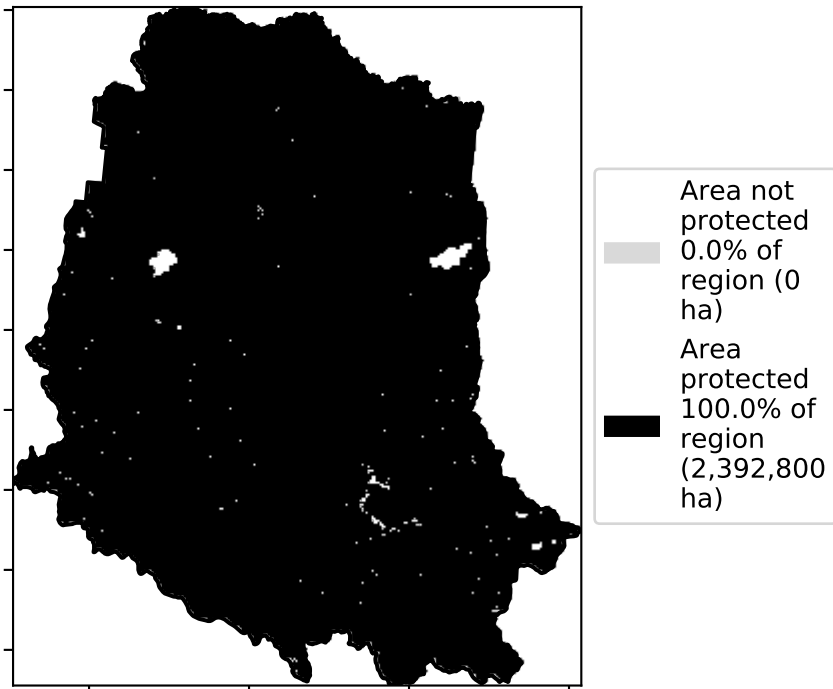 Area not
protected
0.0% of
region (0
ha)
Area
protected
100.0% of
region
(2,392,800
ha)